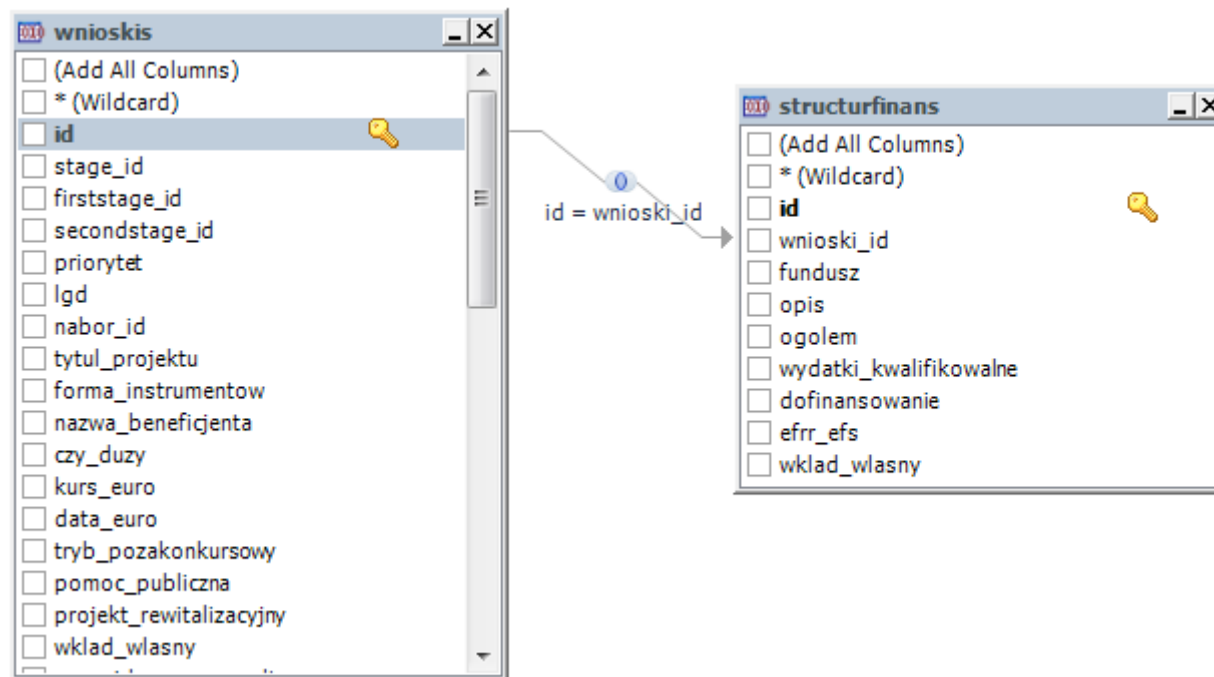 wnioskis
(Add All Columns)
* (Wildcard)
id
stage_id
firststage_id
secondstage_id
priorytet
lgd
nabor_id
tytul_projektu
forma_instrumentow
nazwa_beneficjenta
czy_duzy
kurs_euro
data_euro
tryb_pozakonkursowy
pomoc_publiczna
projekt_rewitalizacyjny
wklad_wlasny
id = wnioski_id
structurfinans
(Add All Columns)
* (Wildcard)
id
wnioski_id
fundusz
opis
ogolem
wydatki_kwalifikowalne
dofinansowanie
efrr_efs
wklad_wlasny